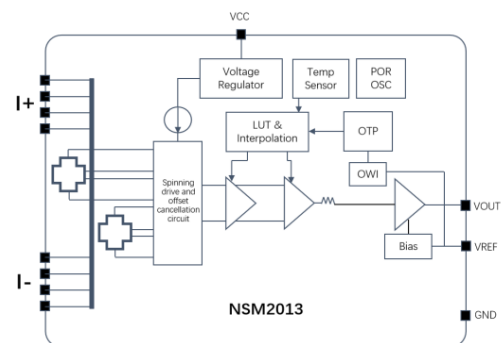 VCC
Voltage
Regulator
Temp
Sensor
POR
OSC
I+
LUT &
Interpolation
OTP
OWI
Spinning
drive and
offset
cancellation
circuit
VOUT
Bias
VREF
I-
NSM2013
GND